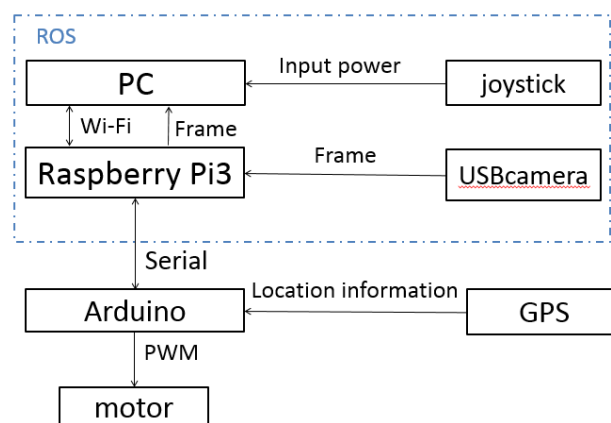 ROS
PC
Input power
joystick
Wi-Fi
Frame
Raspberry Pi3
Frame
USBcamera
Serial
Arduino
Location information
GPS
PWM
motor